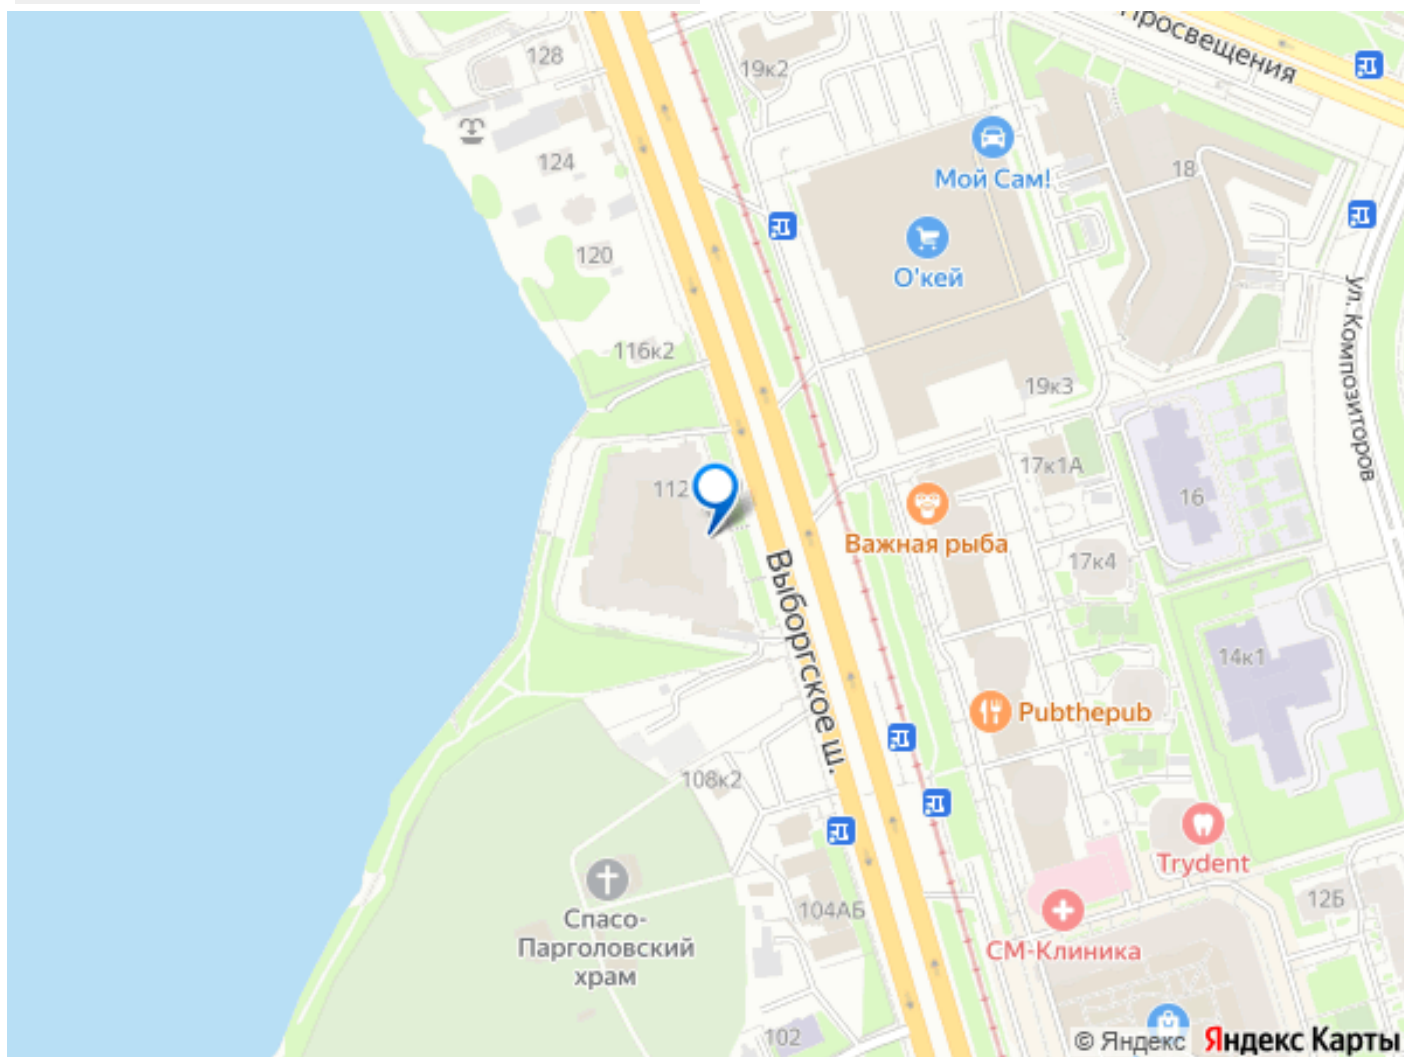 Просвещения
128
19к2
Мой Сам!
18
124
О'кей
120
ул. Композиторов
116к2
19к3
17к1А
112
16
Важная рыба
17к4
Выборгское ш.
14к1
Pubthepub
108к2
Trydent
12Б
104АБ
Спасо-
Парголовский
храм
СМ-Клиника
102
© Яндекс Яндекс Карты